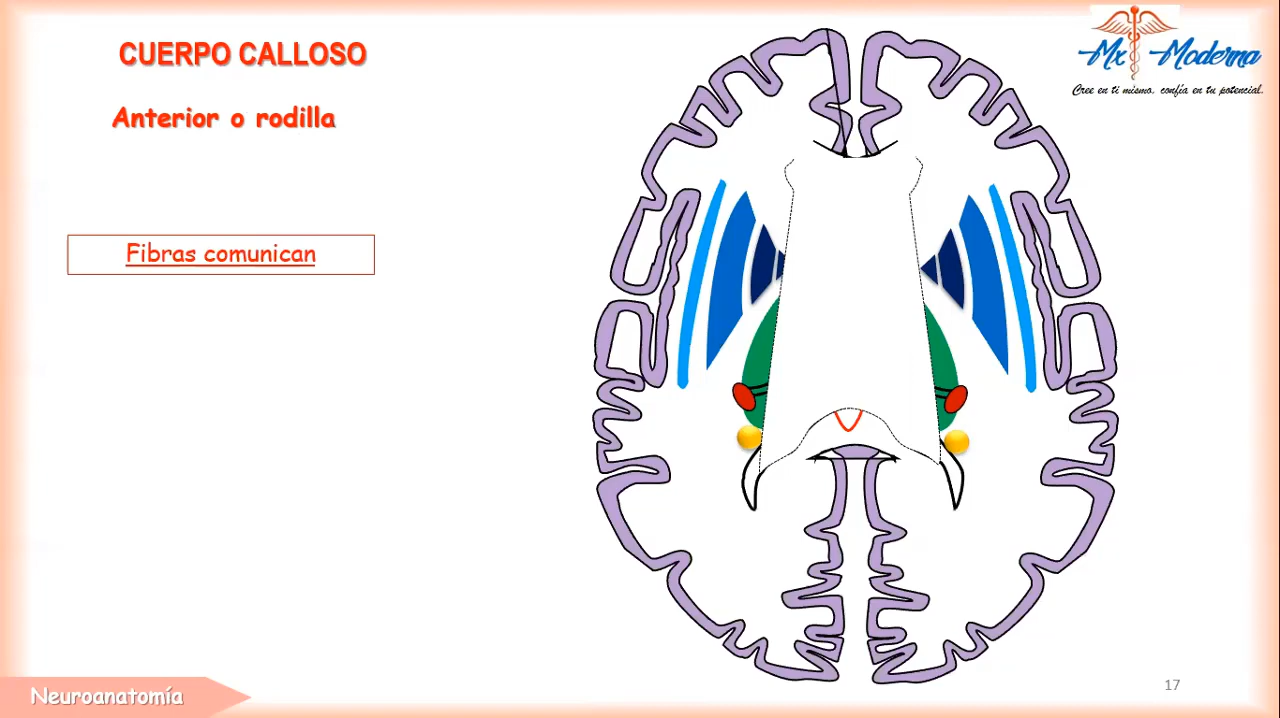 CUERPO CALLOSO
Mx Moderna
Cree en ti mismo, confía en tu potencial.
Anterior o rodilla
Fibras comunican
Neuroanatomía
17